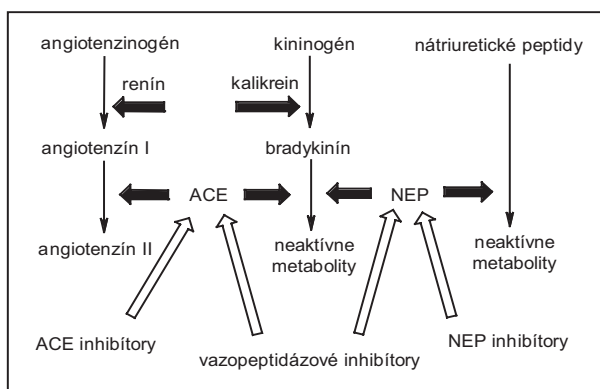 angiotenzinogén kininogén nátriuretické peptidy
renín kalikrein
angiotenzín I bradykinín
ACE NEP
angiotenzín II neaktívne metabolity neaktívne metabolity
ACE inhibítory vazopeptidázové inhibítory NEP inhibítory